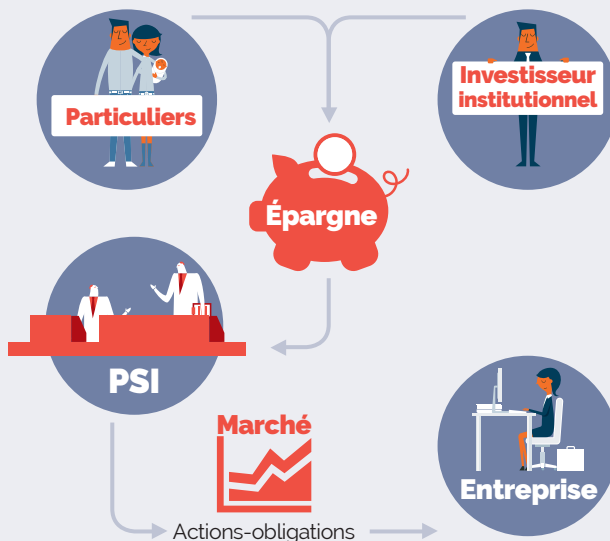 Particuliers
Investisseur
institutionnel
Épargne
PSI
Marché
Entreprise
Actions-obligations